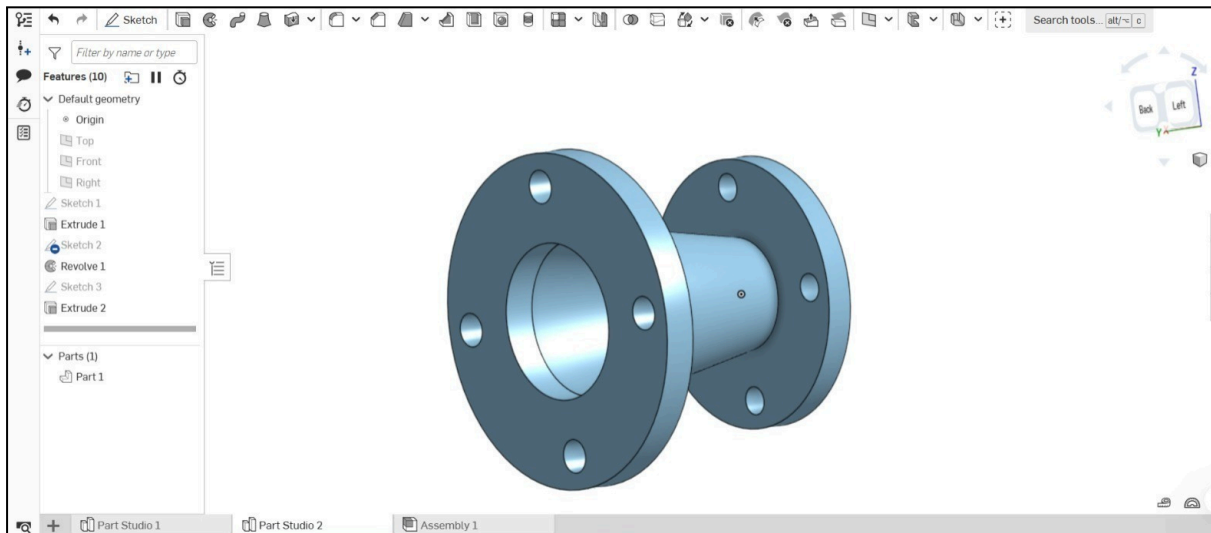 Sketch
Search tools... alt/⌥ c
Filter by name or type
Features (10)
Default geometry
Origin
Top
Front
Right
Sketch 1
Extrude 1
Sketch 2
Revolve 1
Sketch 3
Extrude 2
Parts (1)
Part 1
Z
Back Left
Y X
Part Studio 1 Part Studio 2 Assembly 1